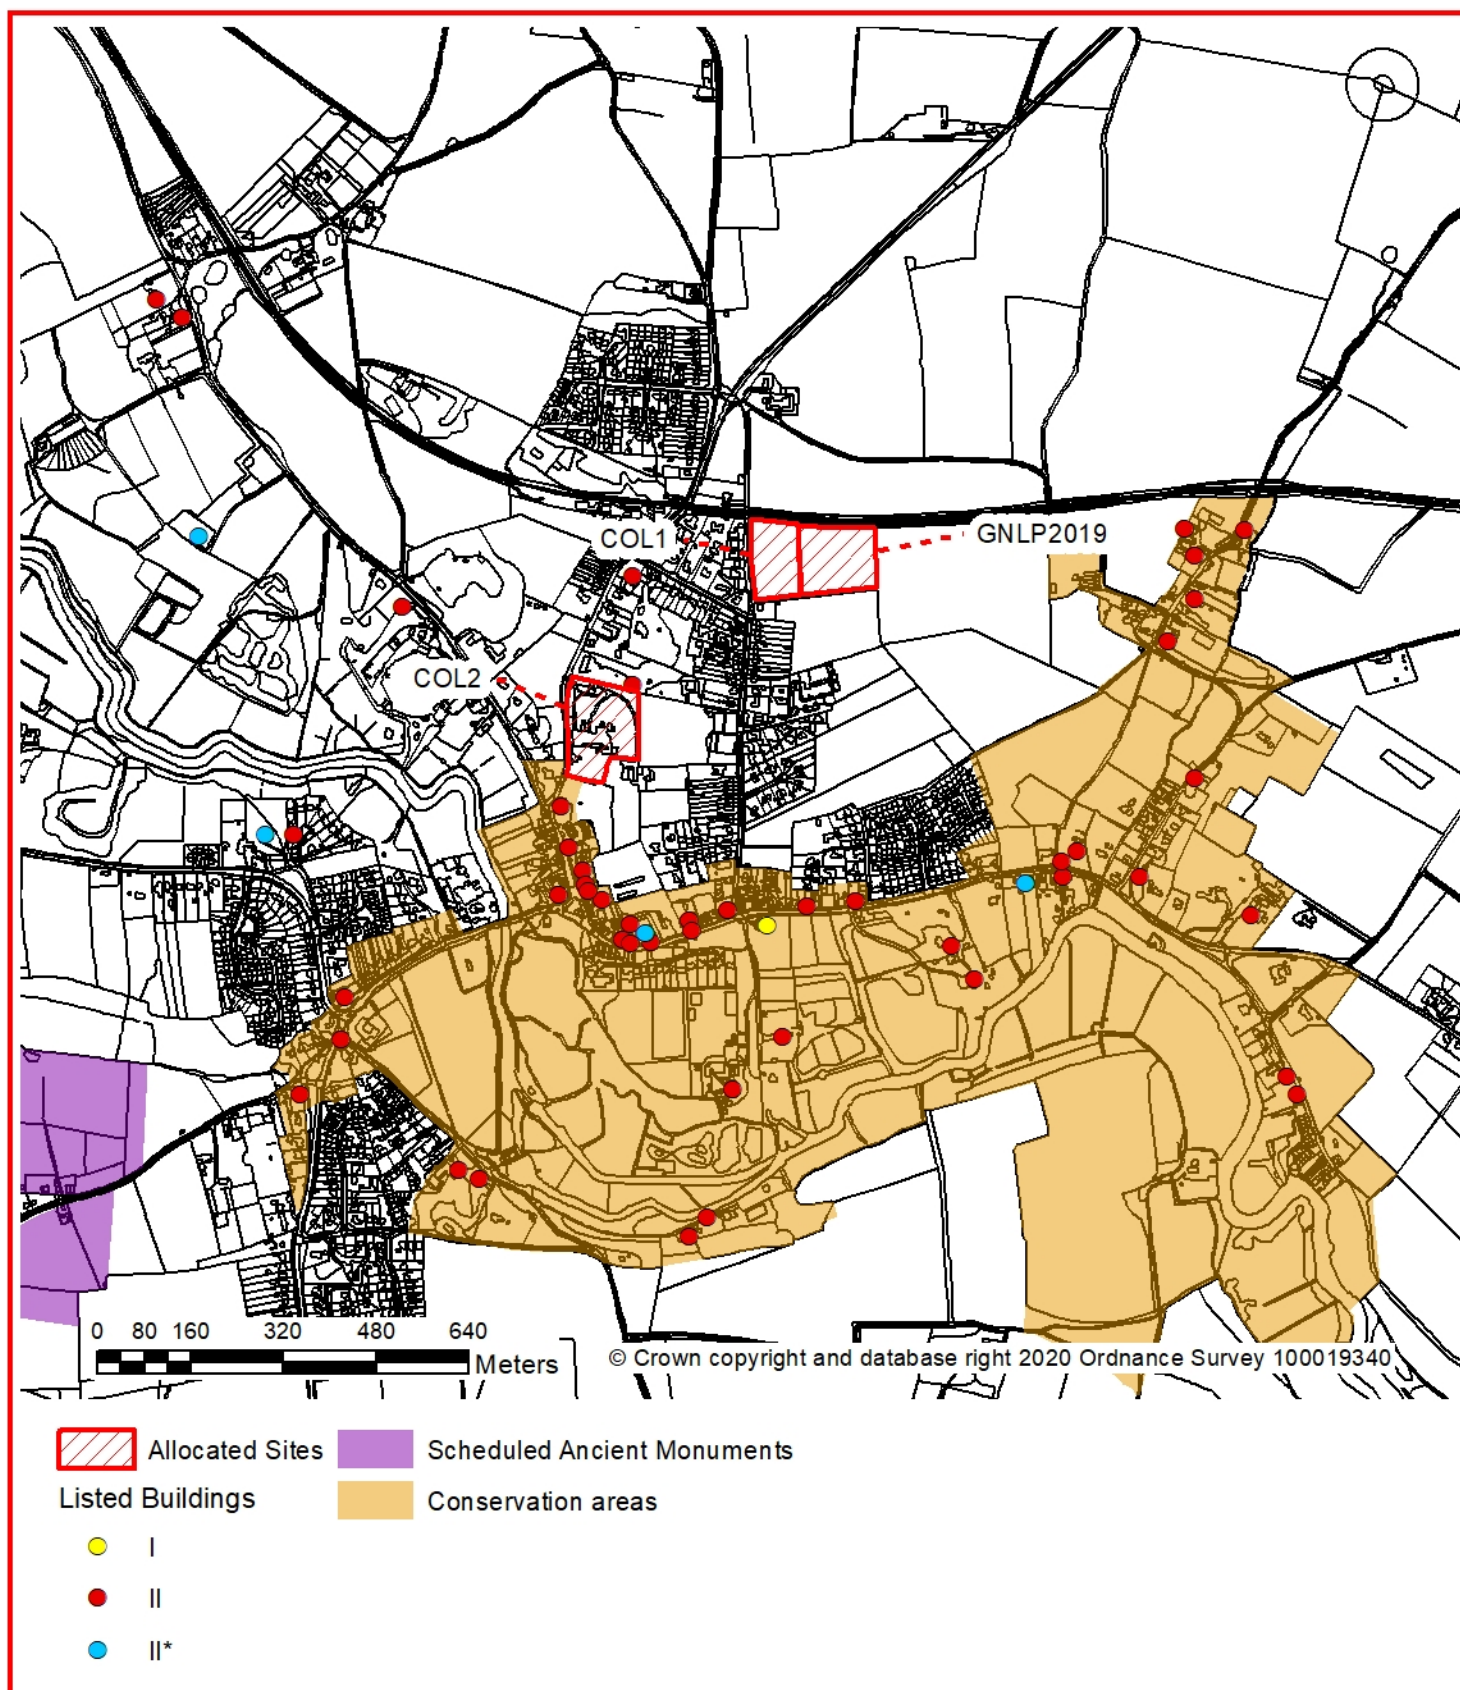 COL1
GNLP2019
COL2
0 80 160 320 480 640
Meters
© Crown copyright and database right 2020 Ordnance Survey 100019340
Allocated Sites
Scheduled Ancient Monuments
Listed Buildings
Conservation areas
I
II
II*